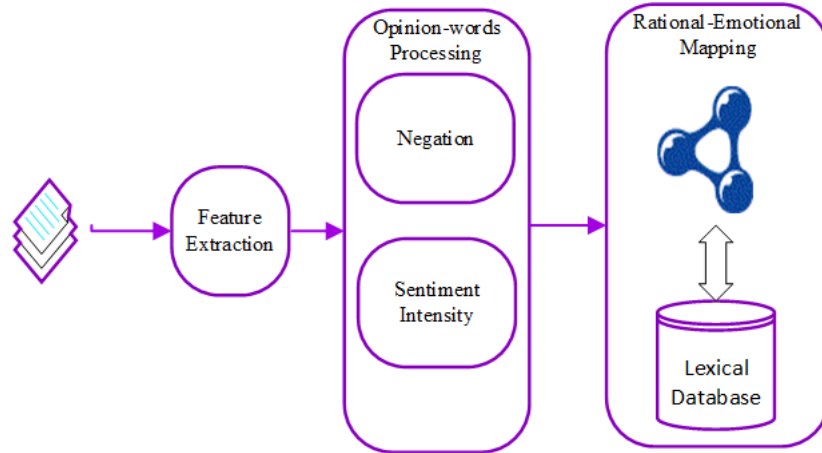 Feature
Extraction
Opinion-words
Processing
Negation
Sentiment
Intensity
Rational-Emotional
Mapping
Lexical
Database